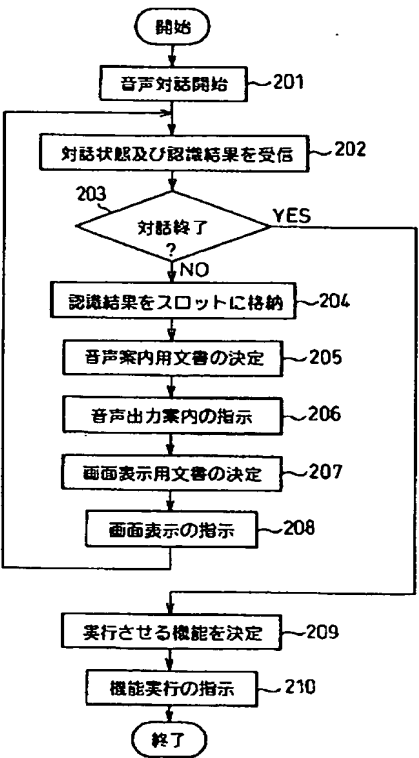 開始
音声対話開始
201
対話状態及び認識結果を受信
202
203
対話終了
?
YES
NO
認識結果をスロットに格納
204
音声案内用文書の決定
205
音声出力案内の指示
206
画面表示用文書の決定
207
画面表示の指示
208
実行させる機能を決定
209
機能実行の指示
210
終了